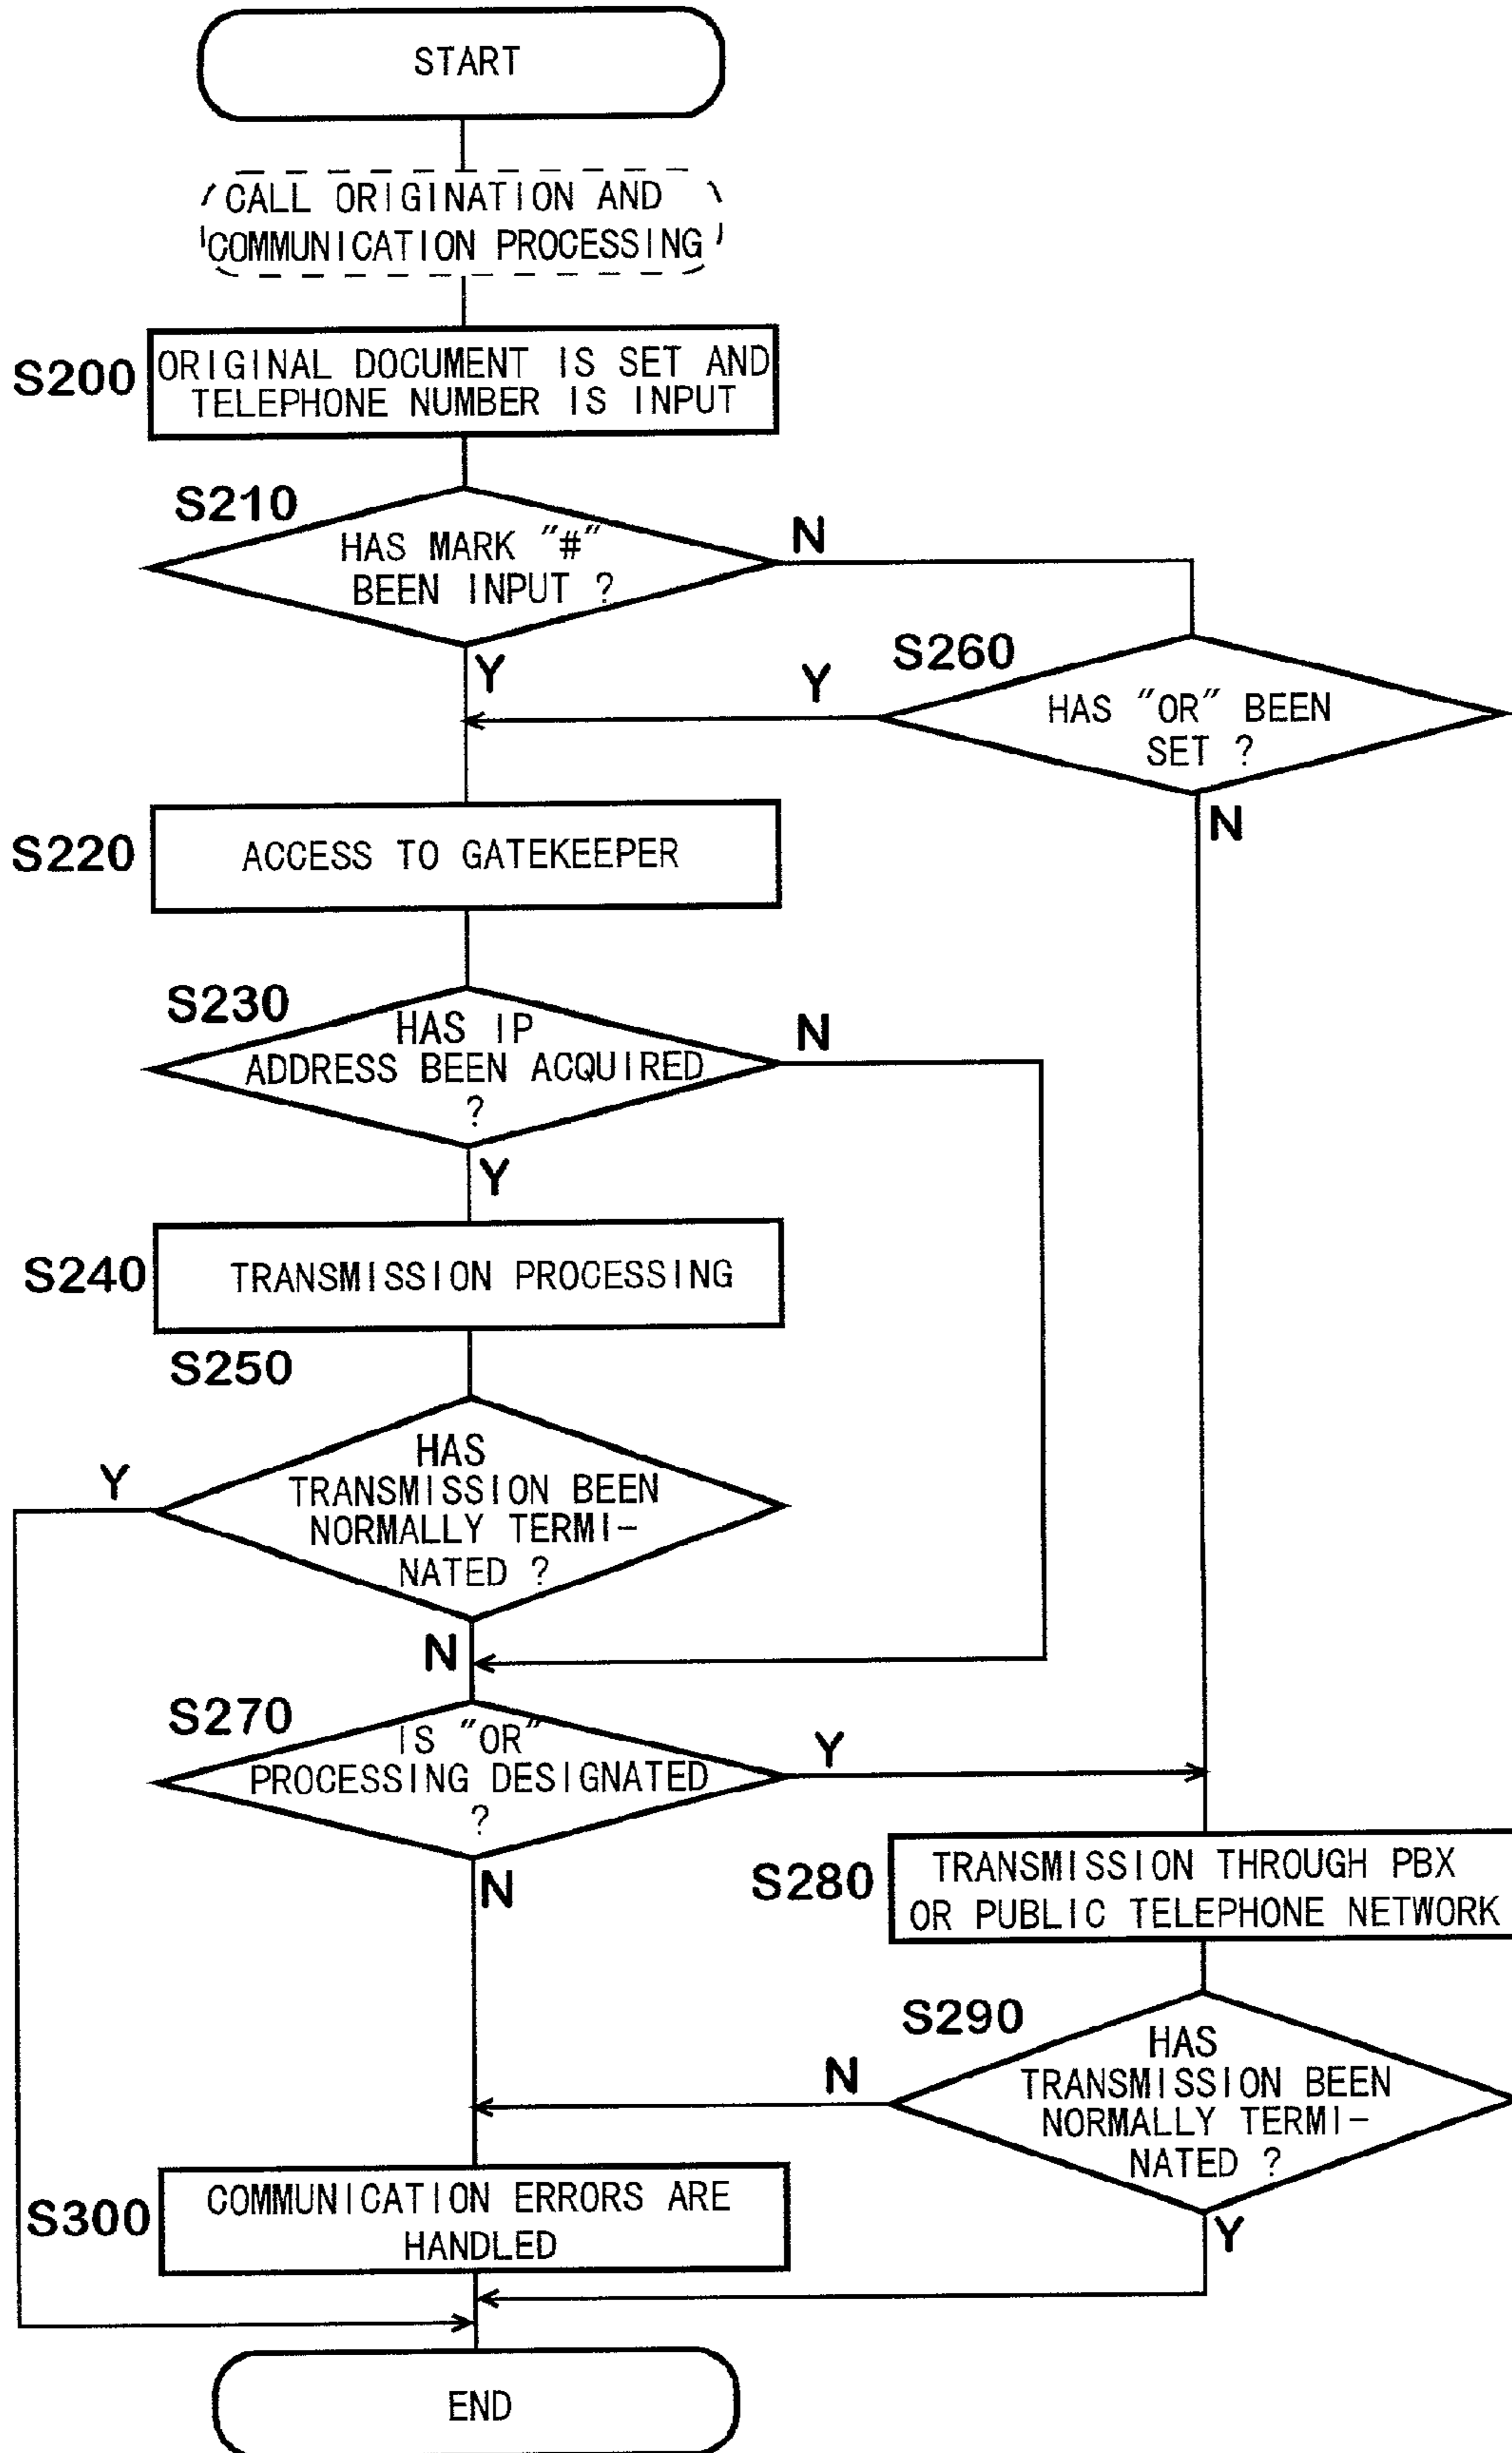 START
CALL ORIGINATION AND
COMMUNICATION PROCESSING
S200
ORIGINAL DOCUMENT IS SET AND
TELEPHONE NUMBER IS INPUT
S210
HAS MARK "#"
BEEN INPUT ?
N
Y
S260
Y
HAS "OR" BEEN
SET ?
N
S220
ACCESS TO GATEKEEPER
S230
HAS IP
ADDRESS BEEN ACQUIRED
?
N
Y
S240
TRANSMISSION PROCESSING
S250
HAS
TRANSMISSION BEEN
NORMALLY TERMI-
NATED ?
Y
N
S270
IS "OR"
PROCESSING DESIGNATED
?
Y
N
S280
TRANSMISSION THROUGH PBX
OR PUBLIC TELEPHONE NETWORK
S290
HAS
TRANSMISSION BEEN
NORMALLY TERMI-
NATED ?
N
Y
S300
COMMUNICATION ERRORS ARE
HANDLED
END